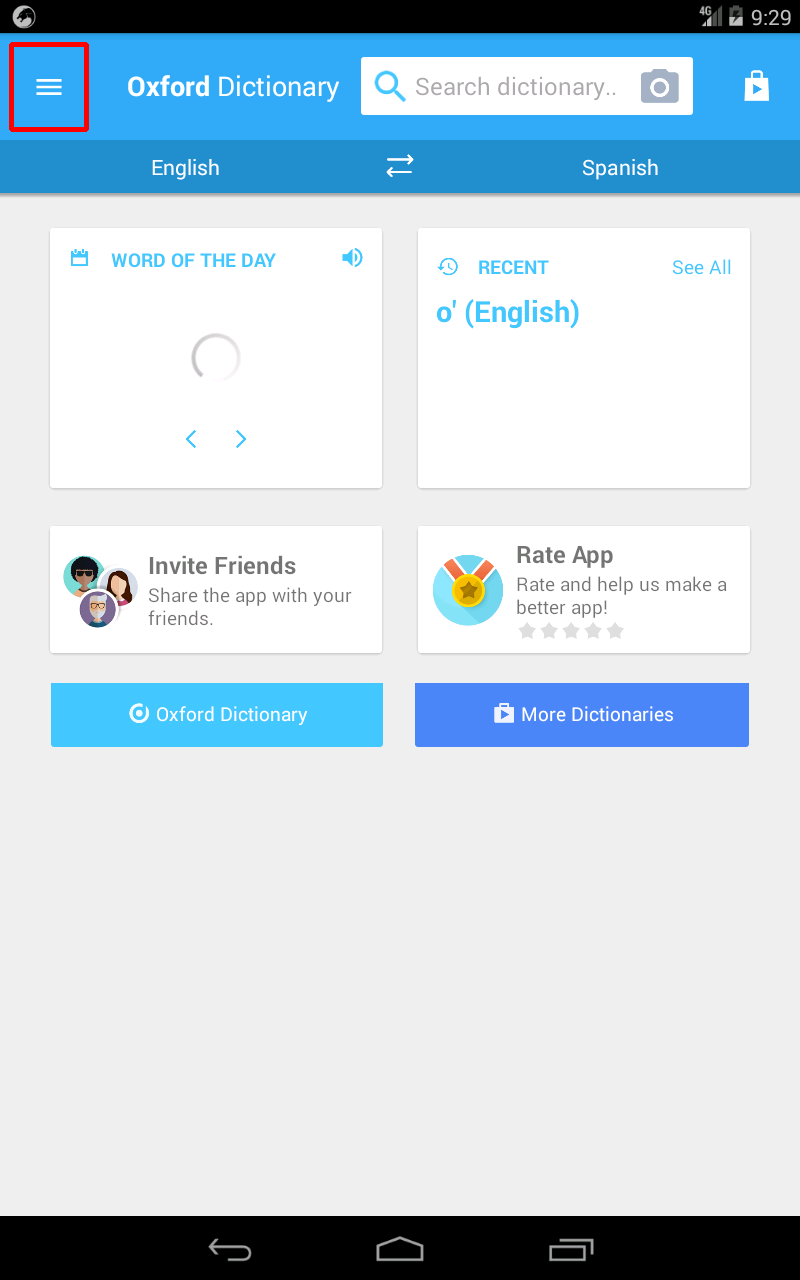 4G 9:29
Oxford Dictionary
Search dictionary..
English
Spanish
WORD OF THE DAY
RECENT
See All
o' (English)
Invite Friends
Share the app with your
friends.
Rate App
Rate and help us make a
better app!
Oxford Dictionary
More Dictionaries